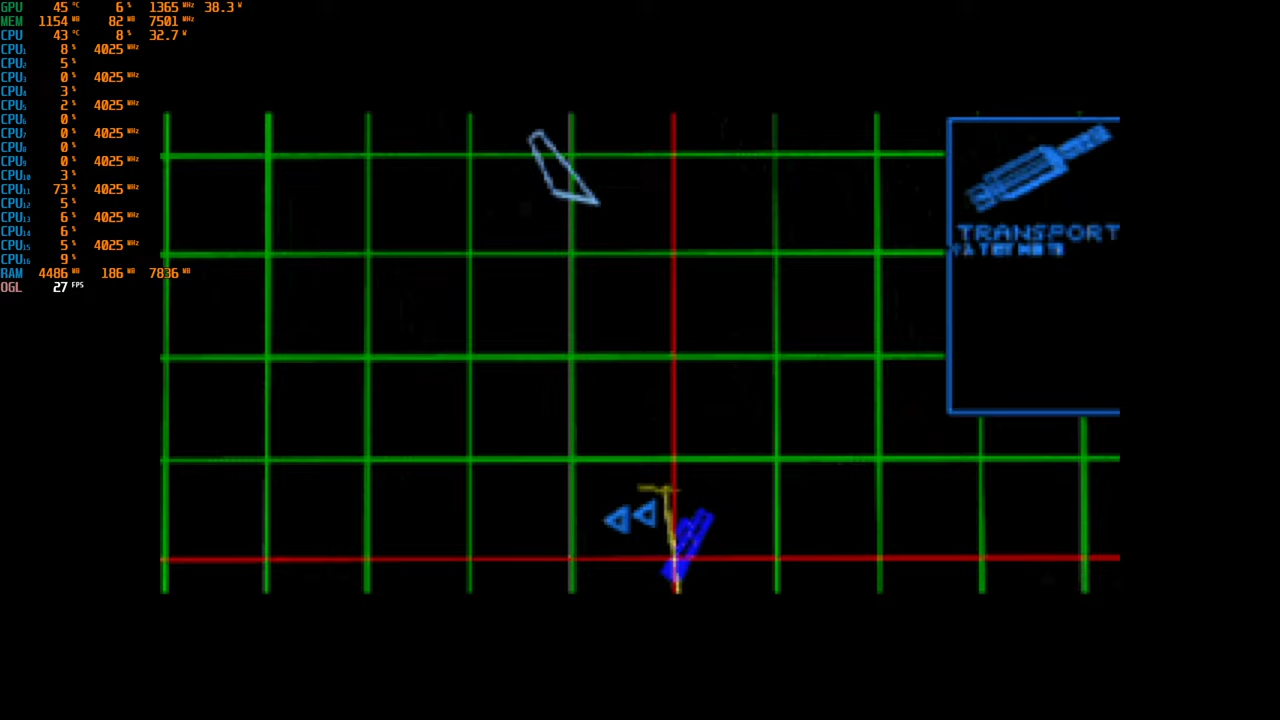 GPU 45 °C 6 % 1365 MHz 38.3 W
MEM 1154 MB 82 MB 7501 MHz
CPU 43 °C 8 % 32.7 W
CPU1 8 % 4025 MHz
CPU2 5 %
CPU3 0 % 4025 MHz
CPU4 3 %
CPU5 2 % 4025 MHz
CPU6 0 %
CPU7 0 % 4025 MHz
CPU8 0 %
CPU9 0 % 4025 MHz
CPU10 3 %
CPU11 73 % 4025 MHz
CPU12 5 %
CPU13 6 % 4025 MHz
CPU14 6 %
CPU15 5 % 4025 MHz
CPU16 9 %
RAM 4486 MB 186 MB 7836 MB
OGL 27 FPS
TRANSPORT